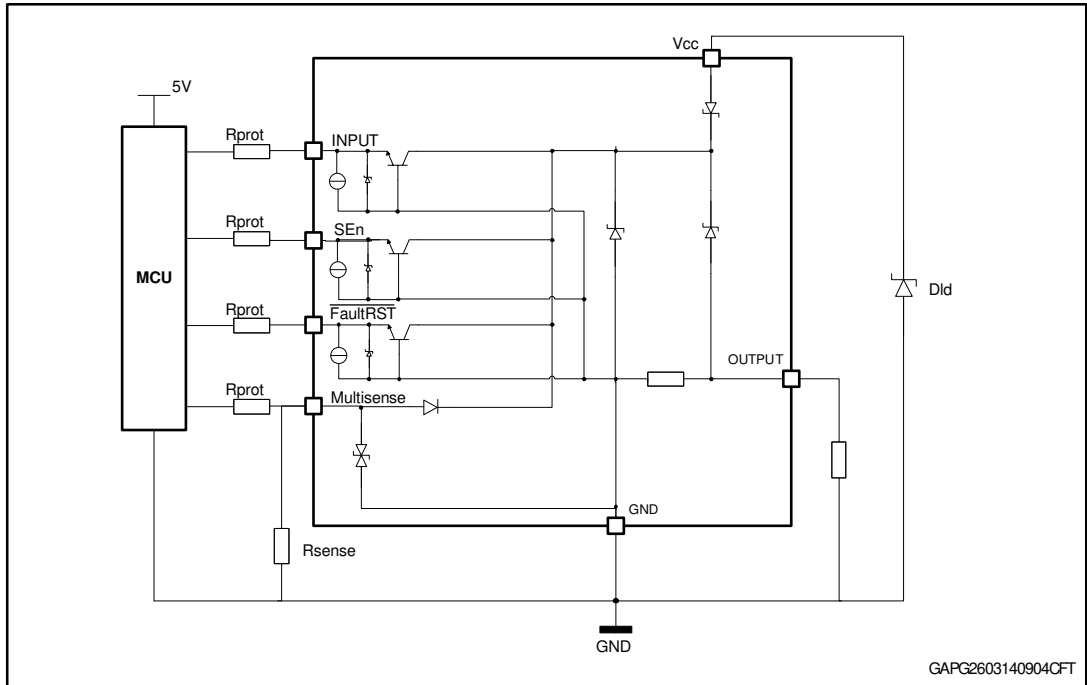 Vcc
5V
Rprot
INPUT
Rprot
SEn
MCU
Dld
Rprot
FaultRST
OUTPUT
Rprot
Multisense
GND
Rsense
GND
GAPG2603140904CFT